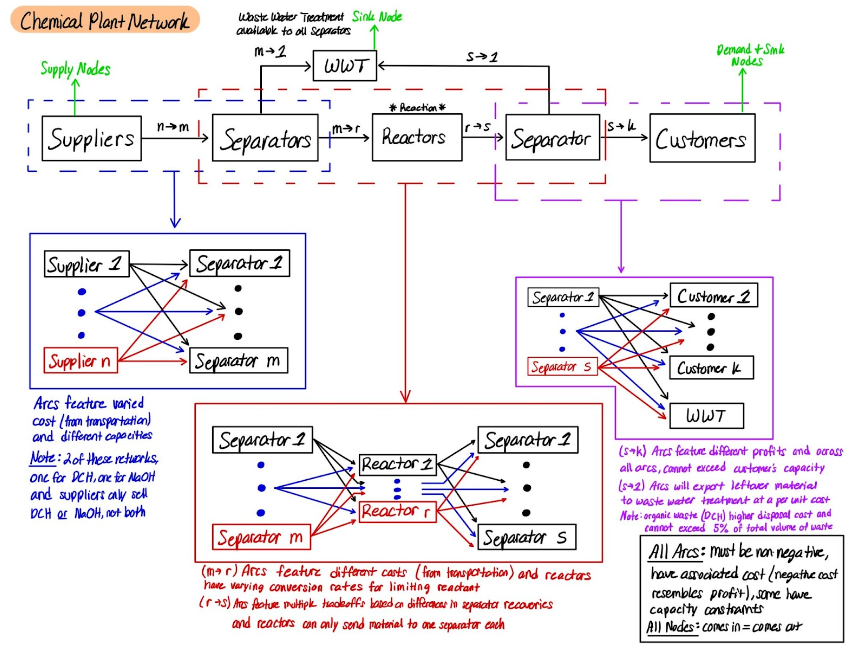 Chemical Plant Network
Waste Water Treatment
available to all Separators
Sink Node
Supply Nodes
Demand + Sink
Nodes
m→1
WWT
s→1
Suppliers
n→m
Separators
m→r
* Reaction *
Reactors
r→s
Separator
s→k
Customers
Supplier 1
Separator 1
Supplier n
Separator m
Arcs feature varied
cost (from transportation)
and different capacities
Note: 2 of these networks,
one for DCH, one for NaOH
and suppliers only sell
DCH or NaOH, not both
Separator 1
Reactor 1
Separator 1
Reactor r
Separator m
Separator S
(m→r) Arcs feature different costs (from transportation) and reactors
have varying conversion rates for limiting reactant
(r→s) Arcs feature multiple tradeoffs based on differences in separator recoveries
and reactors can only send material to one separator each
Separator 1
Customer 1
Separator S
Customer k
WWT
(s→k) Arcs feature different profits and across
all arcs, cannot exceed customer's capacity
(s→1) Arcs will export leftover material
to waste water treatment at a per unit cost
Note: organic waste (DCH) higher disposal cost and
cannot exceed 5% of total volume of waste
All Arcs: must be non negative,
have associated cost (negative cost
resembles profit), some have
capacity constraints
All Nodes: comes in = comes out